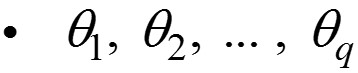 • θ1, θ2, ... , θq